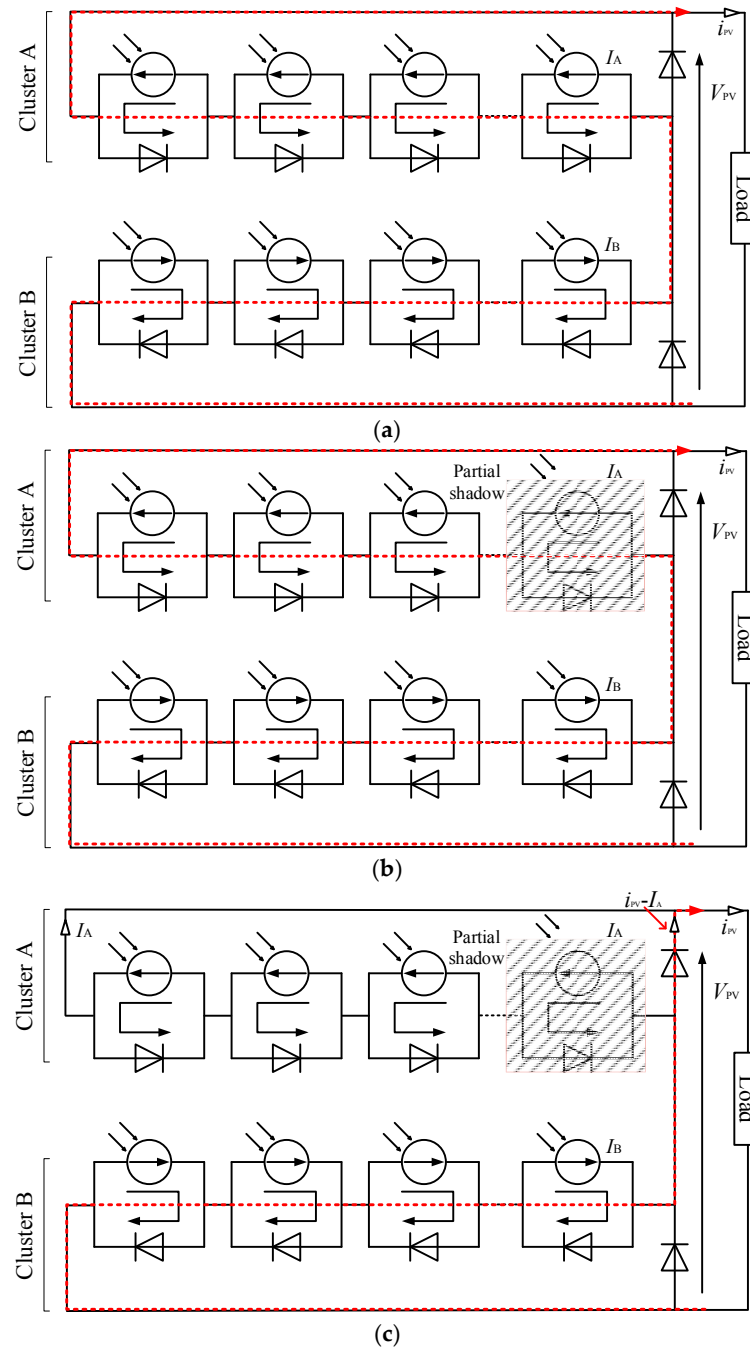 Cluster A
Cluster B
I_A
I_B
i_PV
V_PV
Load
(a)
Cluster A
Cluster B
Partial
shadow
I_A
I_B
i_PV
V_PV
Load
(b)
Cluster A
Cluster B
I_A
Partial
shadow
I_A
I_B
i_PV-I_A
i_PV
V_PV
Load
(c)